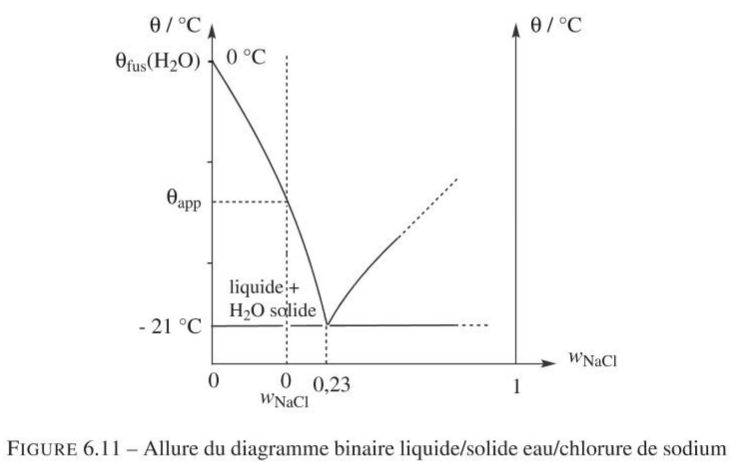 θ / °C
θ / °C
θfus(H2O)
0 °C
θapp
liquide +
H2O solide
- 21 °C
wNaCl
0
0
0,23
1
wNaCl
FIGURE 6.11 – Allure du diagramme binaire liquide/solide eau/chlorure de sodium